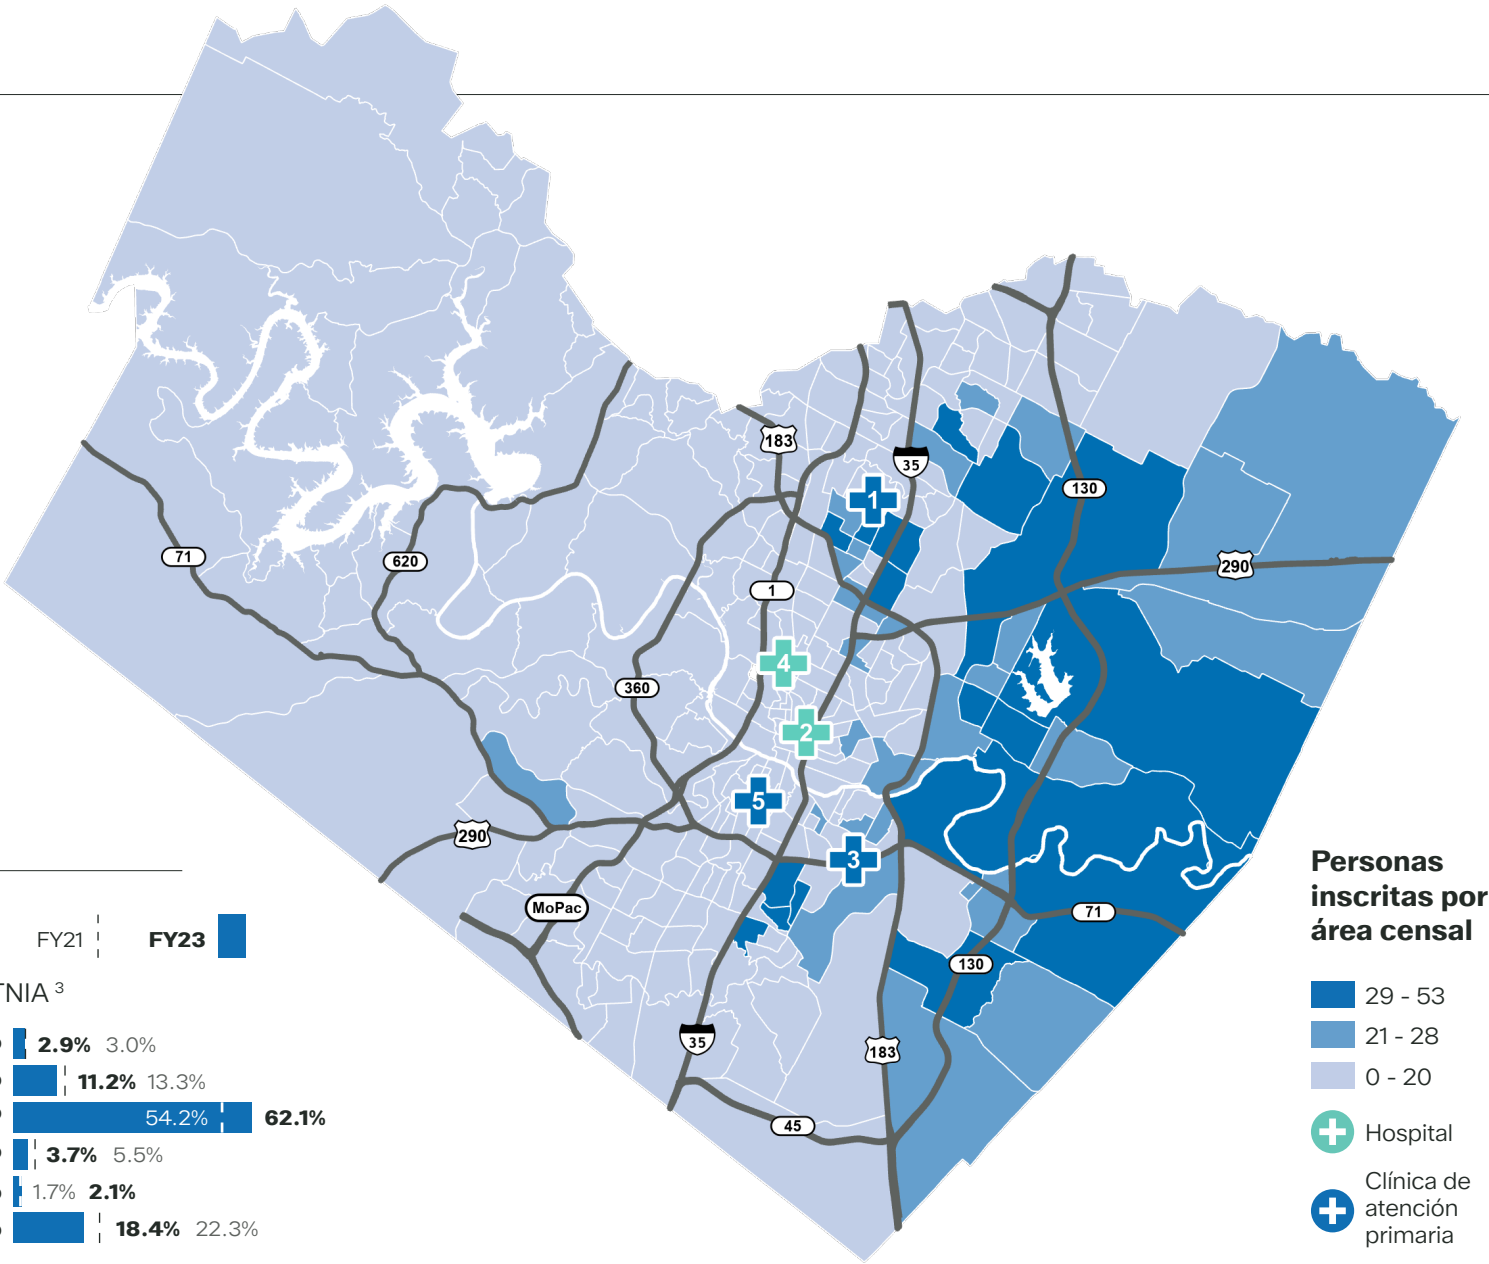 183
35
1
130
71
620
290
1
4
360
2
5
290
3
MoPac
71
130
35
183
45
FY21 FY23
TNIA 3
2.9% 3.0%
11.2% 13.3%
54.2% 62.1%
3.7% 5.5%
1.7% 2.1%
18.4% 22.3%
Personas
inscritas por
área censal
29 - 53
21 - 28
0 - 20
Hospital
Clínica de
atención
primaria